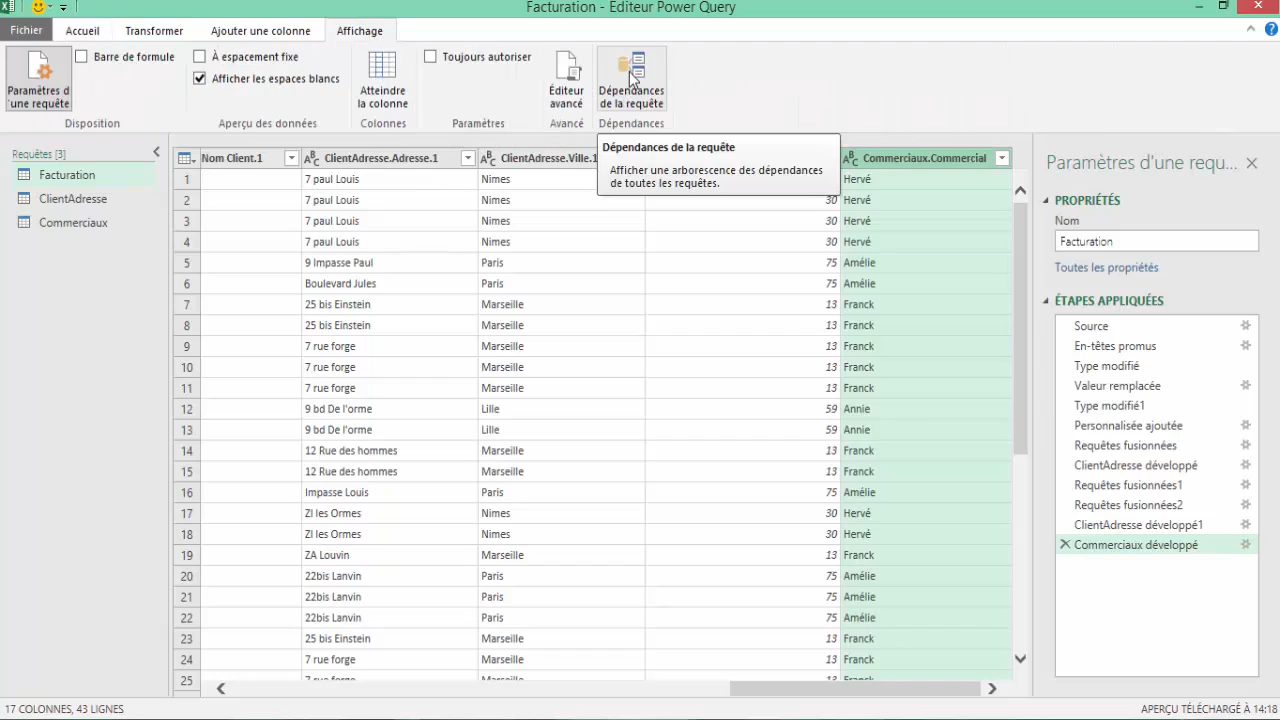 Facturation - Editeur Power Query
Fichier Accueil Transformer Ajouter une colonne Affichage
Paramètres d'une requête
Barre de formule
Disposition
À espacement fixe
Afficher les espaces blancs
Aperçu des données
Atteindre la colonne
Colonnes
Toujours autoriser
Paramètres
Éditeur avancé
Avancé
Dépendances de la requête
Dépendances
Dépendances de la requête
Afficher une arborescence des dépendances
de toutes les requêtes.
Requêtes [3]
Facturation
ClientAdresse
Commerciaux
Nom Client.1 ClientAdresse.Adresse.1 ClientAdresse.Ville.1 Commerciaux.Commercial
1 7 paul Louis Nimes Hervé
2 7 paul Louis Nimes 30 Hervé
3 7 paul Louis Nimes 30 Hervé
4 7 paul Louis Nimes 30 Hervé
5 9 Impasse Paul Paris 75 Amélie
6 Boulevard Jules Paris 75 Amélie
7 25 bis Einstein Marseille 13 Franck
8 25 bis Einstein Marseille 13 Franck
9 7 rue forge Marseille 13 Franck
10 7 rue forge Marseille 13 Franck
11 7 rue forge Marseille 13 Franck
12 9 bd De l'orme Lille 59 Annie
13 9 bd De l'orme Lille 59 Annie
14 12 Rue des hommes Marseille 13 Franck
15 12 Rue des hommes Marseille 13 Franck
16 Impasse Louis Paris 75 Amélie
17 ZI les Ormes Nimes 30 Hervé
18 ZI les Ormes Nimes 30 Hervé
19 ZA Louvin Marseille 13 Franck
20 22bis Lanvin Paris 75 Amélie
21 22bis Lanvin Paris 75 Amélie
22 22bis Lanvin Paris 75 Amélie
23 25 bis Einstein Marseille 13 Franck
24 7 rue forge Marseille 13 Franck
25 7 rue forge Marseille 13 Franck
Paramètres d'une requ...
PROPRIÉTÉS
Nom
Facturation
Toutes les propriétés
ÉTAPES APPLIQUÉES
Source
En-têtes promus
Type modifié
Valeur remplacée
Type modifié1
Personnalisée ajoutée
Requêtes fusionnées
ClientAdresse développé
Requêtes fusionnées1
Requêtes fusionnées2
ClientAdresse développé1
Commerciaux développé
17 COLONNES, 43 LIGNES
APERÇU TÉLÉCHARGÉ À 14:18